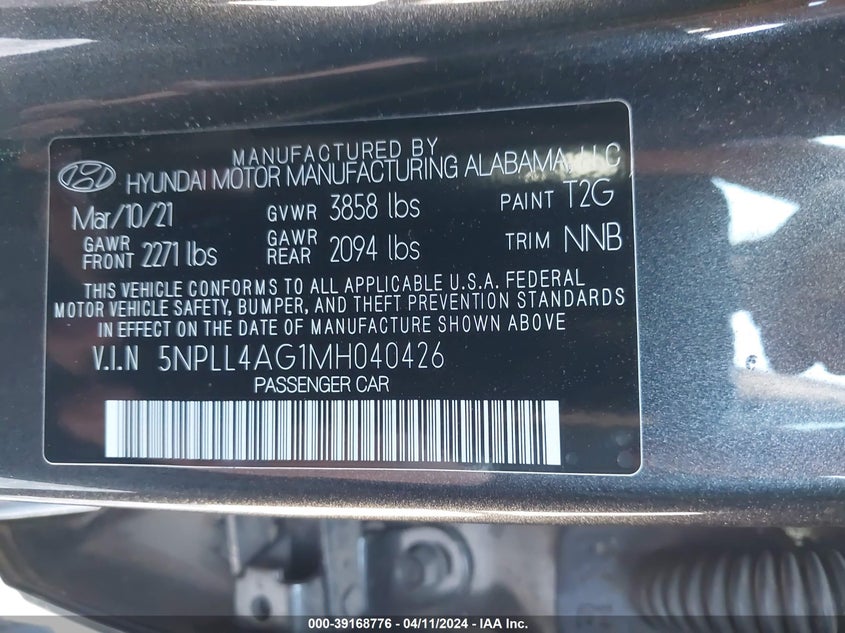 MANUFACTURED BY
HYUNDAI MOTOR MANUFACTURING ALABAMA, LLC
Mar/10/21 GVWR 3858 lbs PAINT T2G
GAWR FRONT 2271 lbs GAWR REAR 2094 lbs TRIM NNB
THIS VEHICLE CONFORMS TO ALL APPLICABLE U.S.A. FEDERAL
MOTOR VEHICLE SAFETY, BUMPER, AND THEFT PREVENTION STANDARDS
IN EFFECT ON THE DATE OF MANUFACTURE SHOWN ABOVE
V.I.N 5NPLL4AG1MH040426
PASSENGER CAR
000-39168776 - 04/11/2024 - IAA Inc.